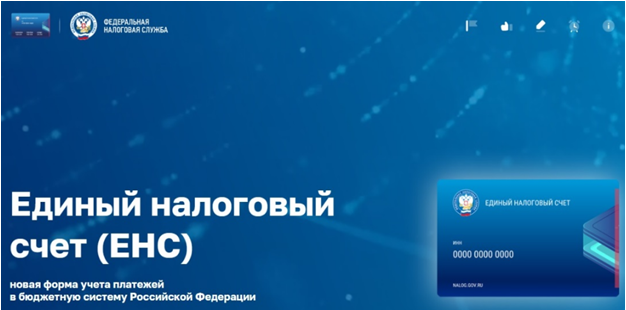 ФЕДЕРАЛЬНАЯ
НАЛОГОВАЯ СЛУЖБА
Единый налоговый
счет (ЕНС)
новая форма учета платежей
в бюджетную систему Российской Федерации
ЕДИНЫЙ НАЛОГОВЫЙ СЧЕТ
ИНН
0000 0000 0000
NALOG.GOV.RU